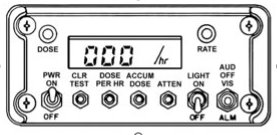 000 /hr
DOSE
RATE
PWR
ON
OFF
CLR
TEST
DOSE
PER HR
ACCUM
DOSE
ATTEN
LIGHT
ON
OFF
AUD
OFF
VIS
ALM